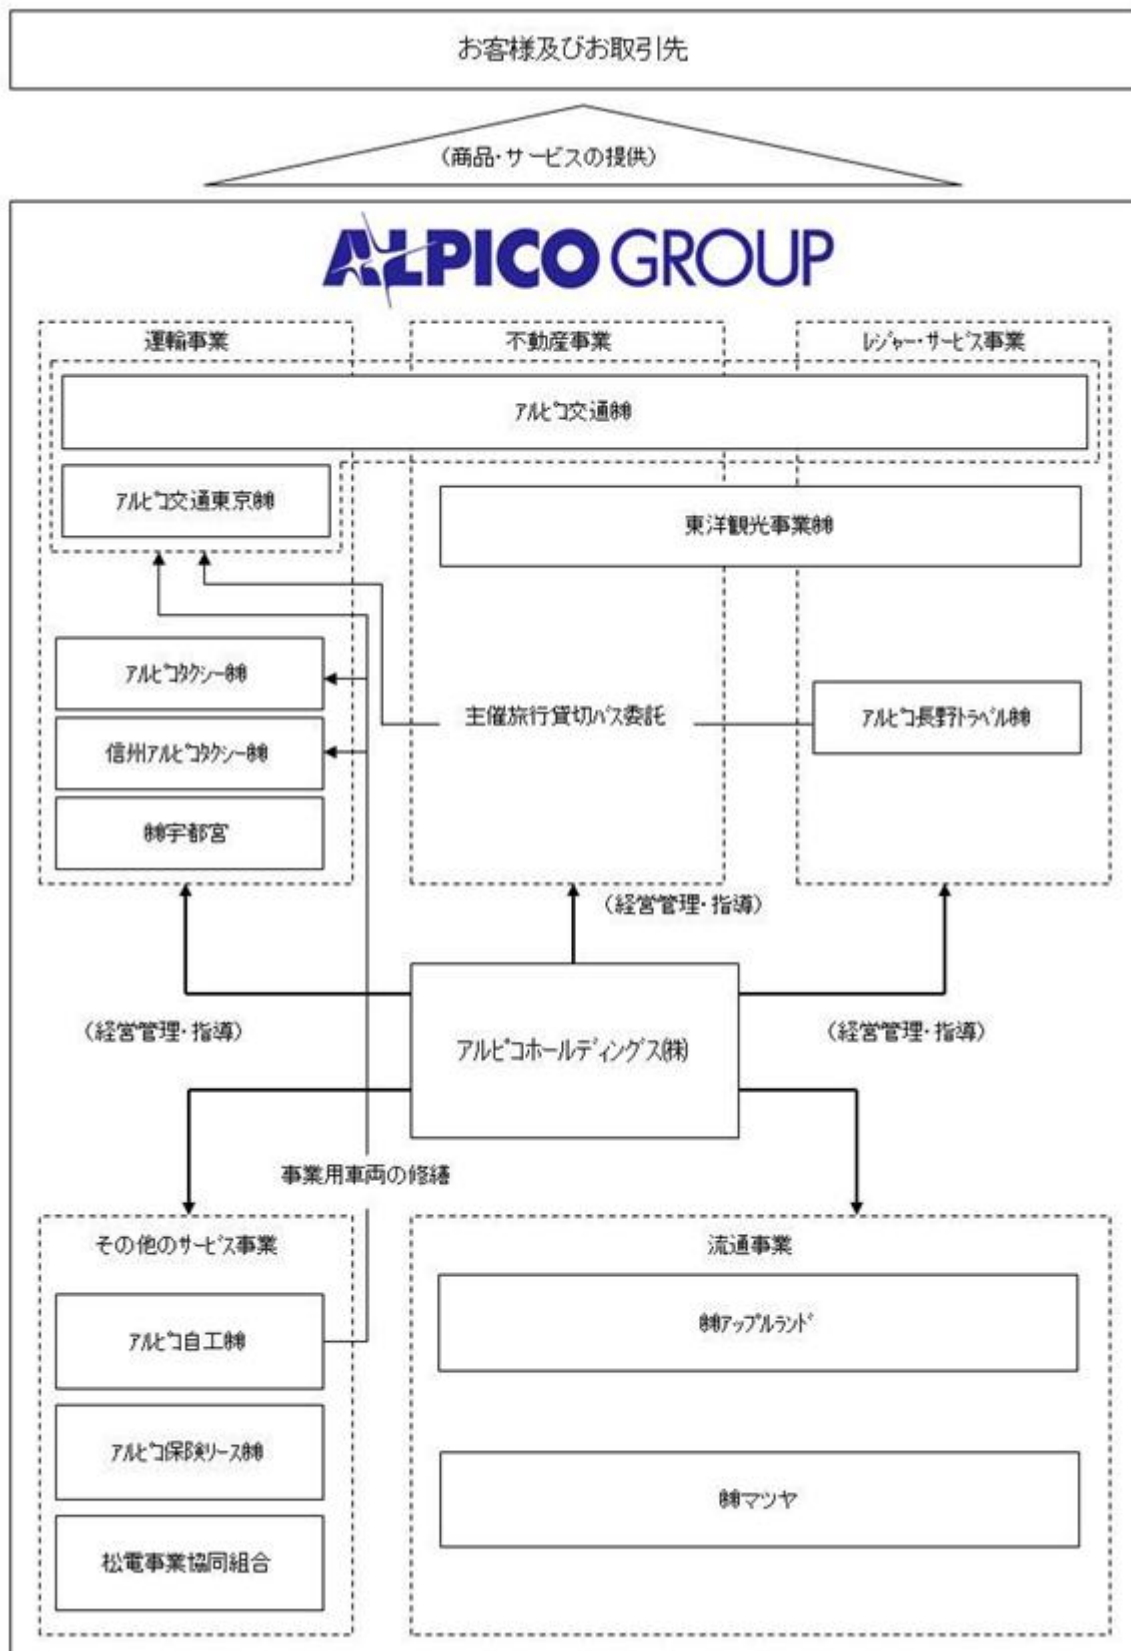 お客様及びお取引先
(商品・サービスの提供)
ALPICO GROUP
運輸事業
不動産事業
ﾚｼﾞｬｰ・ｻｰﾋﾞｽ事業
ｱﾙﾋﾟｺ交通㈱
ｱﾙﾋﾟｺ交通東京㈱
東洋観光事業㈱
ｱﾙﾋﾟｺﾀｸｼｰ㈱
主催旅行貸切ﾊﾞｽ委託
ｱﾙﾋﾟｺ長野ﾄﾗﾍﾞﾙ㈱
信州ｱﾙﾋﾟｺﾀｸｼｰ㈱
㈱宇都宮
(経営管理・指導)
(経営管理・指導)
(経営管理・指導)
ｱﾙﾋﾟｺﾎｰﾙﾃﾞｨﾝｸﾞｽ㈱
事業用車両の修繕
その他のｻｰﾋﾞｽ事業
流通事業
㈱ｱｯﾌﾟﾙﾗﾝﾄﾞ
ｱﾙﾋﾟｺ自工㈱
ｱﾙﾋﾟｺ保険ﾘｰｽ㈱
㈱マツヤ
松電事業協同組合